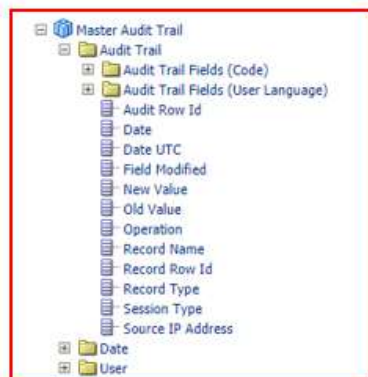 Master Audit Trail
Audit Trail
Audit Trail Fields (Code)
Audit Trail Fields (User Language)
Audit Row Id
Date
Date UTC
Field Modified
New Value
Old Value
Operation
Record Name
Record Row Id
Record Type
Session Type
Source IP Address
Date
User